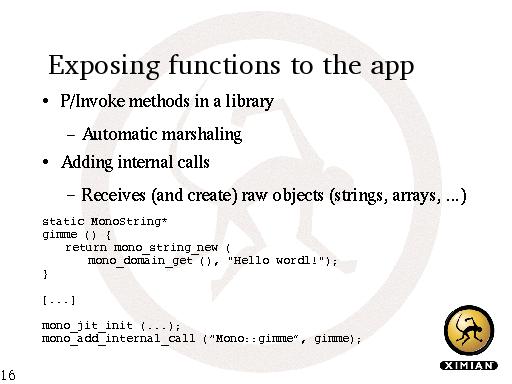 Exposing functions to the app
• P/Invoke methods in a library
– Automatic marshaling
• Adding internal calls
– Receives (and create) raw objects (strings, arrays, ...)
static MonoString*
gimme () {
return mono_string_new (
mono_domain_get (), "Hello wordl!");
}
[...]
mono_jit_init (...);
mono_add_internal_call ("Mono::gimme", gimme);
XIMIAN
16